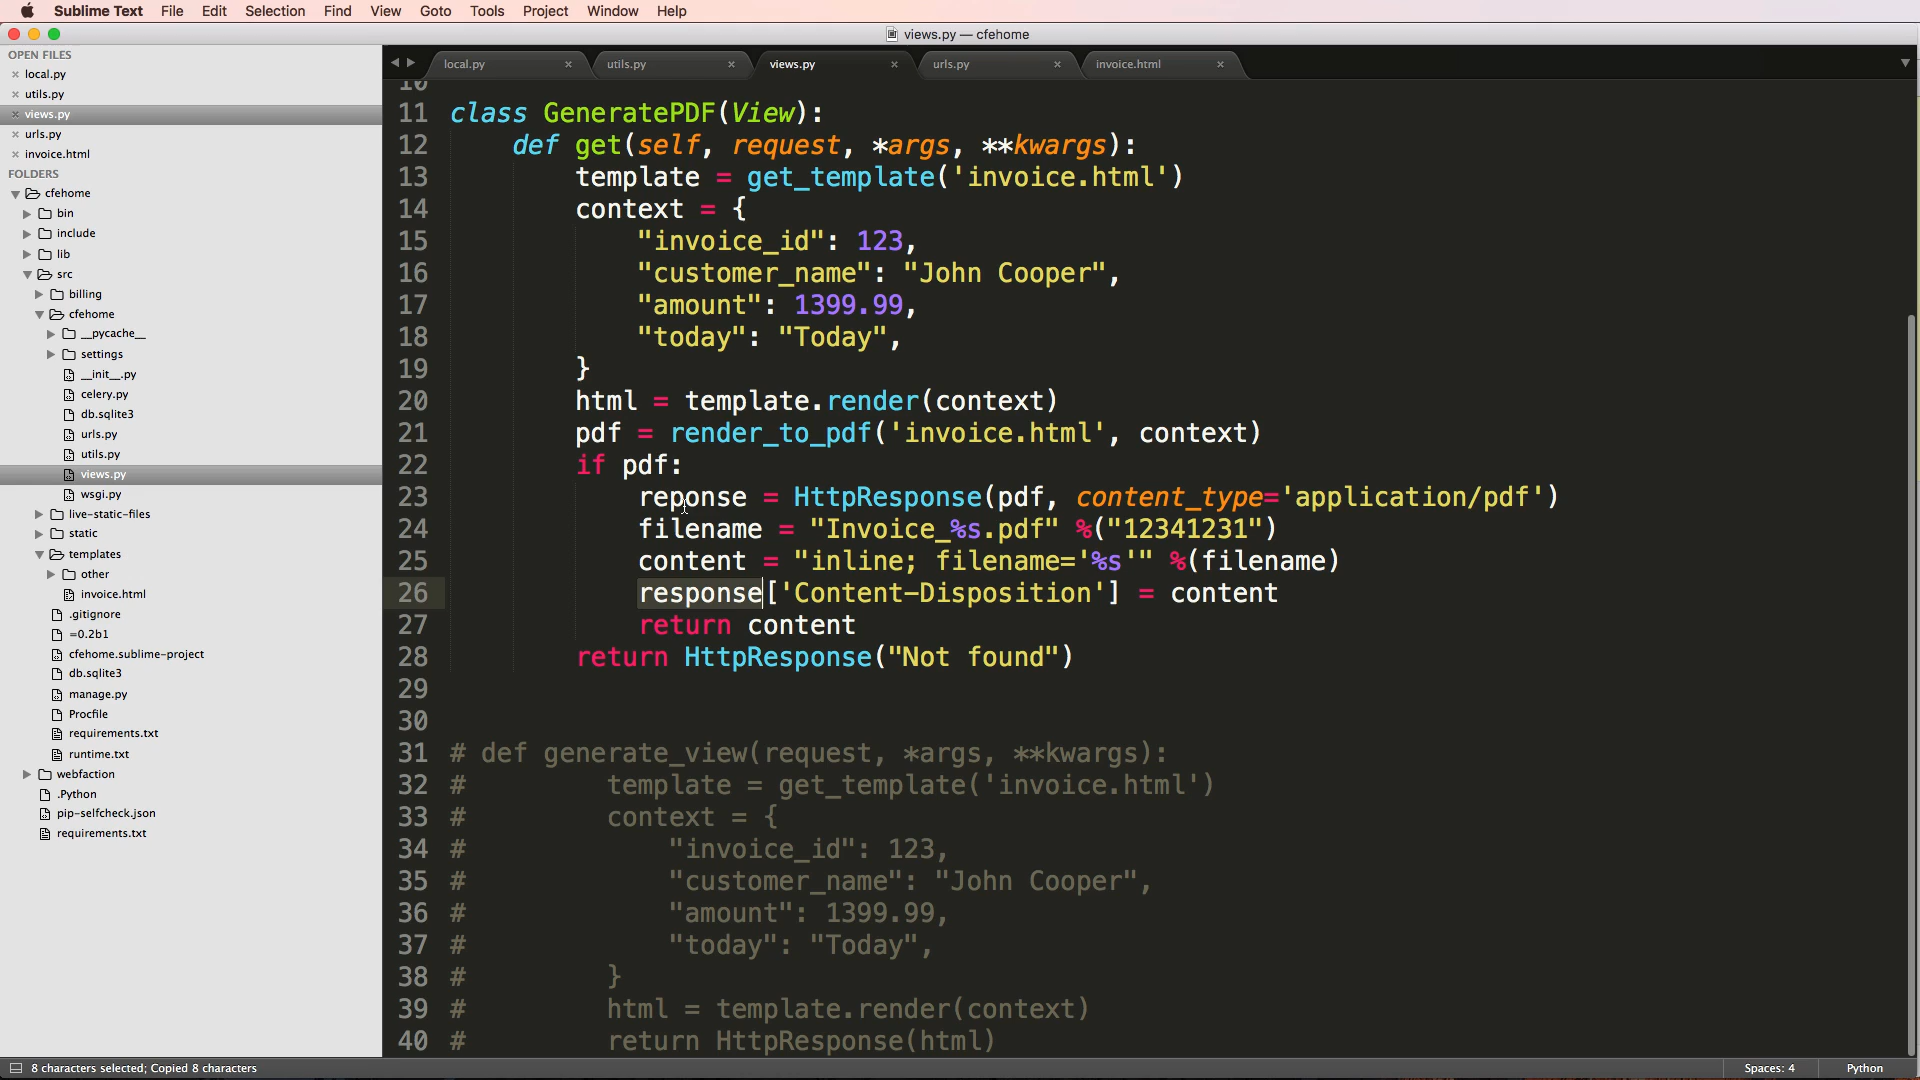 Sublime Text File Edit Selection Find View Goto Tools Project Window Help
views.py — cfehome
OPEN FILES
local.py
utils.py
views.py
urls.py
invoice.html
FOLDERS
cfehome
bin
include
lib
src
billing
cfehome
__pycache__
settings
__init__.py
celery.py
db.sqlite3
urls.py
utils.py
views.py
wsgi.py
live-static-files
static
templates
other
invoice.html
.gitignore
=0.2b1
cfehome.sublime-project
db.sqlite3
manage.py
Procfile
requirements.txt
runtime.txt
webfaction
.Python
pip-selfcheck.json
requirements.txt
local.py utils.py views.py urls.py invoice.html
10
11 class GeneratePDF(View):
12 def get(self, request, *args, **kwargs):
13 template = get_template('invoice.html')
14 context = {
15 "invoice_id": 123,
16 "customer_name": "John Cooper",
17 "amount": 1399.99,
18 "today": "Today",
19 }
20 html = template.render(context)
21 pdf = render_to_pdf('invoice.html', context)
22 if pdf:
23 reponse = HttpResponse(pdf, content_type='application/pdf')
24 filename = "Invoice_%s.pdf" %("12341231")
25 content = "inline; filename='%s'" %(filename)
26 response['Content-Disposition'] = content
27 return content
28 return HttpResponse("Not found")
29
30
31 # def generate_view(request, *args, **kwargs):
32 # template = get_template('invoice.html')
33 # context = {
34 # "invoice_id": 123,
35 # "customer_name": "John Cooper",
36 # "amount": 1399.99,
37 # "today": "Today",
38 # }
39 # html = template.render(context)
40 # return HttpResponse(html)
8 characters selected; Copied 8 characters Spaces: 4 Python